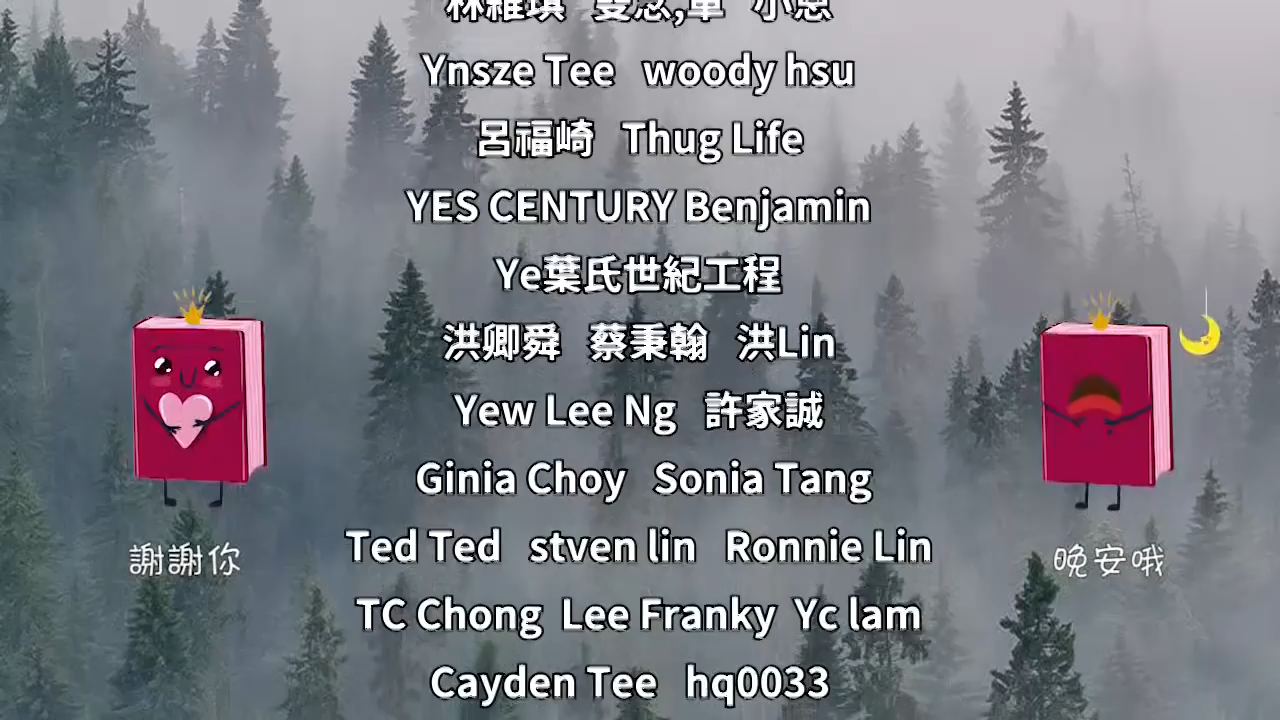 Ynsze Tee woody hsu
呂福崎 Thug Life
YES CENTURY Benjamin
Ye葉氏世紀工程
洪卿舜 蔡秉翰 洪Lin
Yew Lee Ng 許家誠
Ginia Choy Sonia Tang
Ted Ted stven lin Ronnie Lin
TC Chong Lee Franky Yc lam
Cayden Tee hq0033
謝謝你
晚安哦